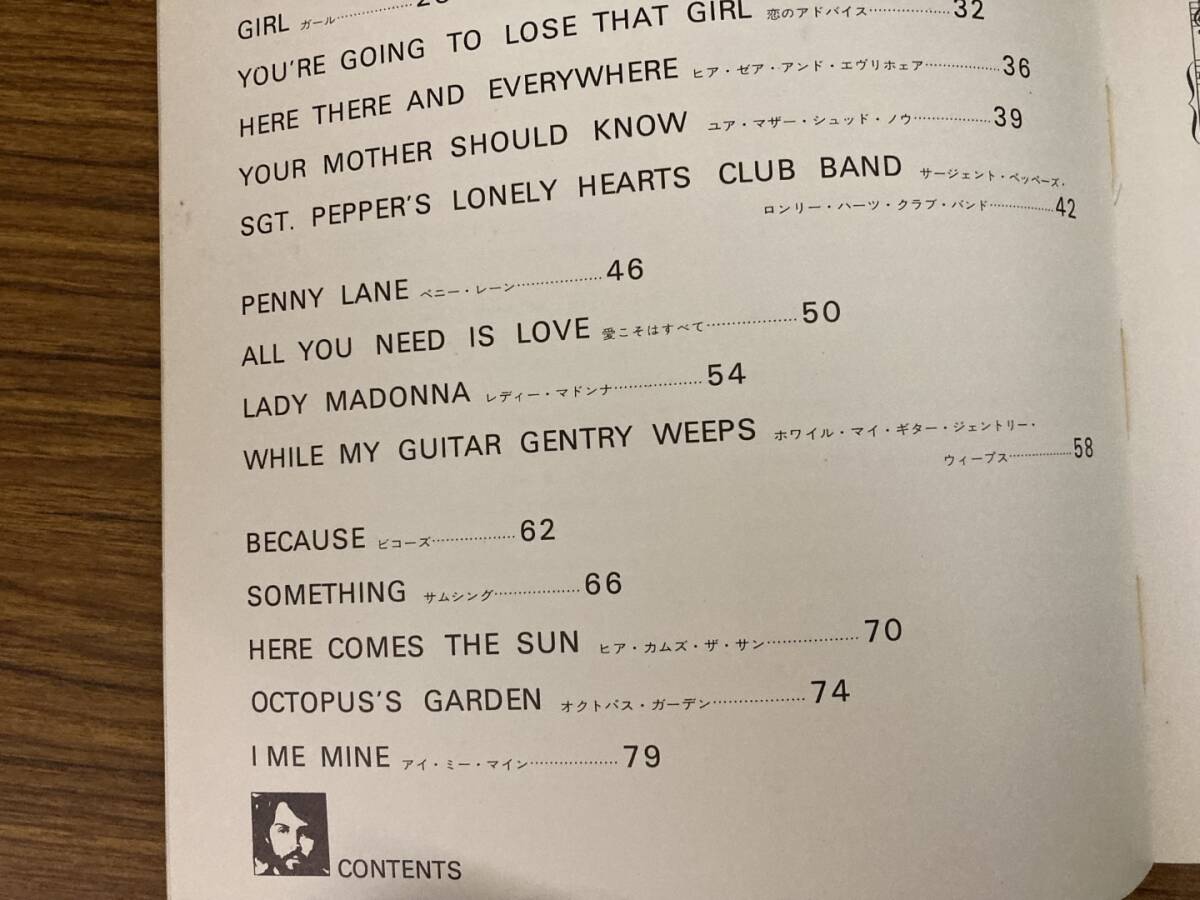 GIRL ガール
YOU'RE GOING TO LOSE THAT GIRL 恋のアドバイス………………32
HERE THERE AND EVERYWHERE ヒア・ゼア・アンド・エヴリホェア………………36
YOUR MOTHER SHOULD KNOW ユア・マザー・シュッド・ノウ………………39
SGT. PEPPER'S LONELY HEARTS CLUB BAND サージェント・ペッパーズ・
ロンリー・ハーツ・クラブ・バンド………………42
PENNY LANE ペニー・レーン………………46
ALL YOU NEED IS LOVE 愛こそはすべて………………50
LADY MADONNA レディー・マドンナ………………54
WHILE MY GUITAR GENTRY WEEPS ホワイル・マイ・ギター・ジェントリー・
ウィープス………………58
BECAUSE ビコーズ………………62
SOMETHING サムシング………………66
HERE COMES THE SUN ヒア・カムズ・ザ・サン………………70
OCTOPUS'S GARDEN オクトパス・ガーデン………………74
I ME MINE アイ・ミー・マイン………………79
CONTENTS